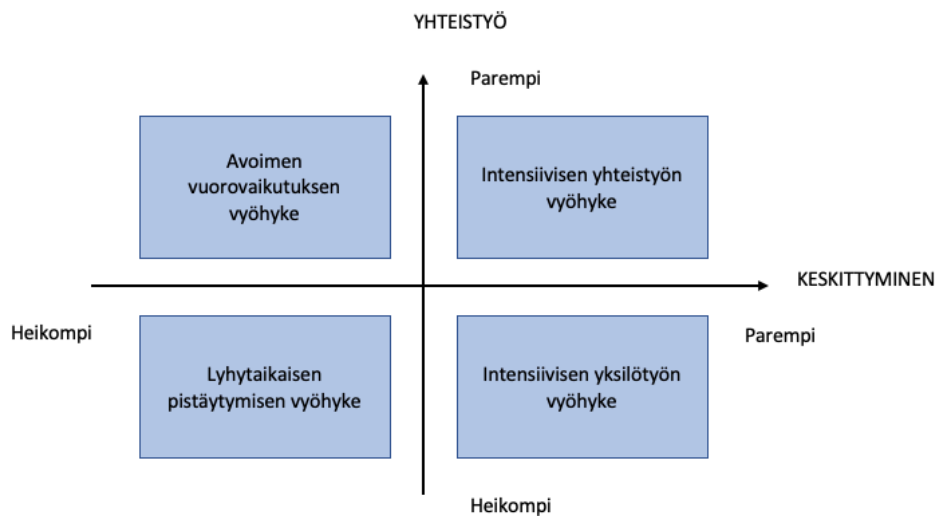 YHTEISTYÖ
Parempi
Avoimen
vuorovaikutuksen
vyöhyke
Intensiivisen yhteistyön
vyöhyke
KESKITTYMINEN
Heikompi
Parempi
Lyhytaikaisen
pistäytymisen vyöhyke
Intensiivisen yksilötyön
vyöhyke
Heikompi